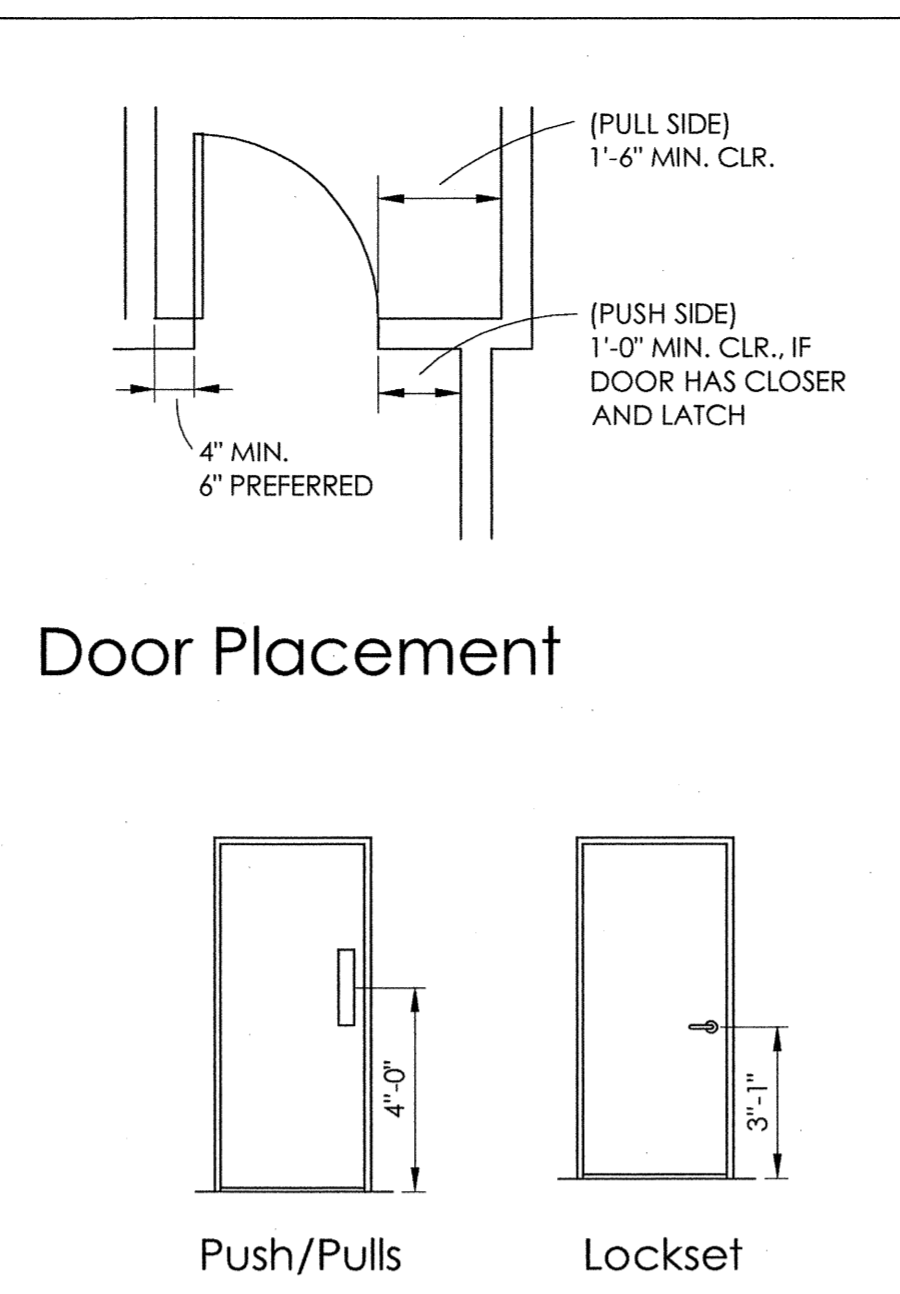 (PULL SIDE)
1'-6" MIN. CLR.
(PUSH SIDE)
1'-0" MIN. CLR., IF
DOOR HAS CLOSER
AND LATCH
4" MIN.
6" PREFERRED
Door Placement
4"-0"
3"-1"
Push/Pulls
Lockset